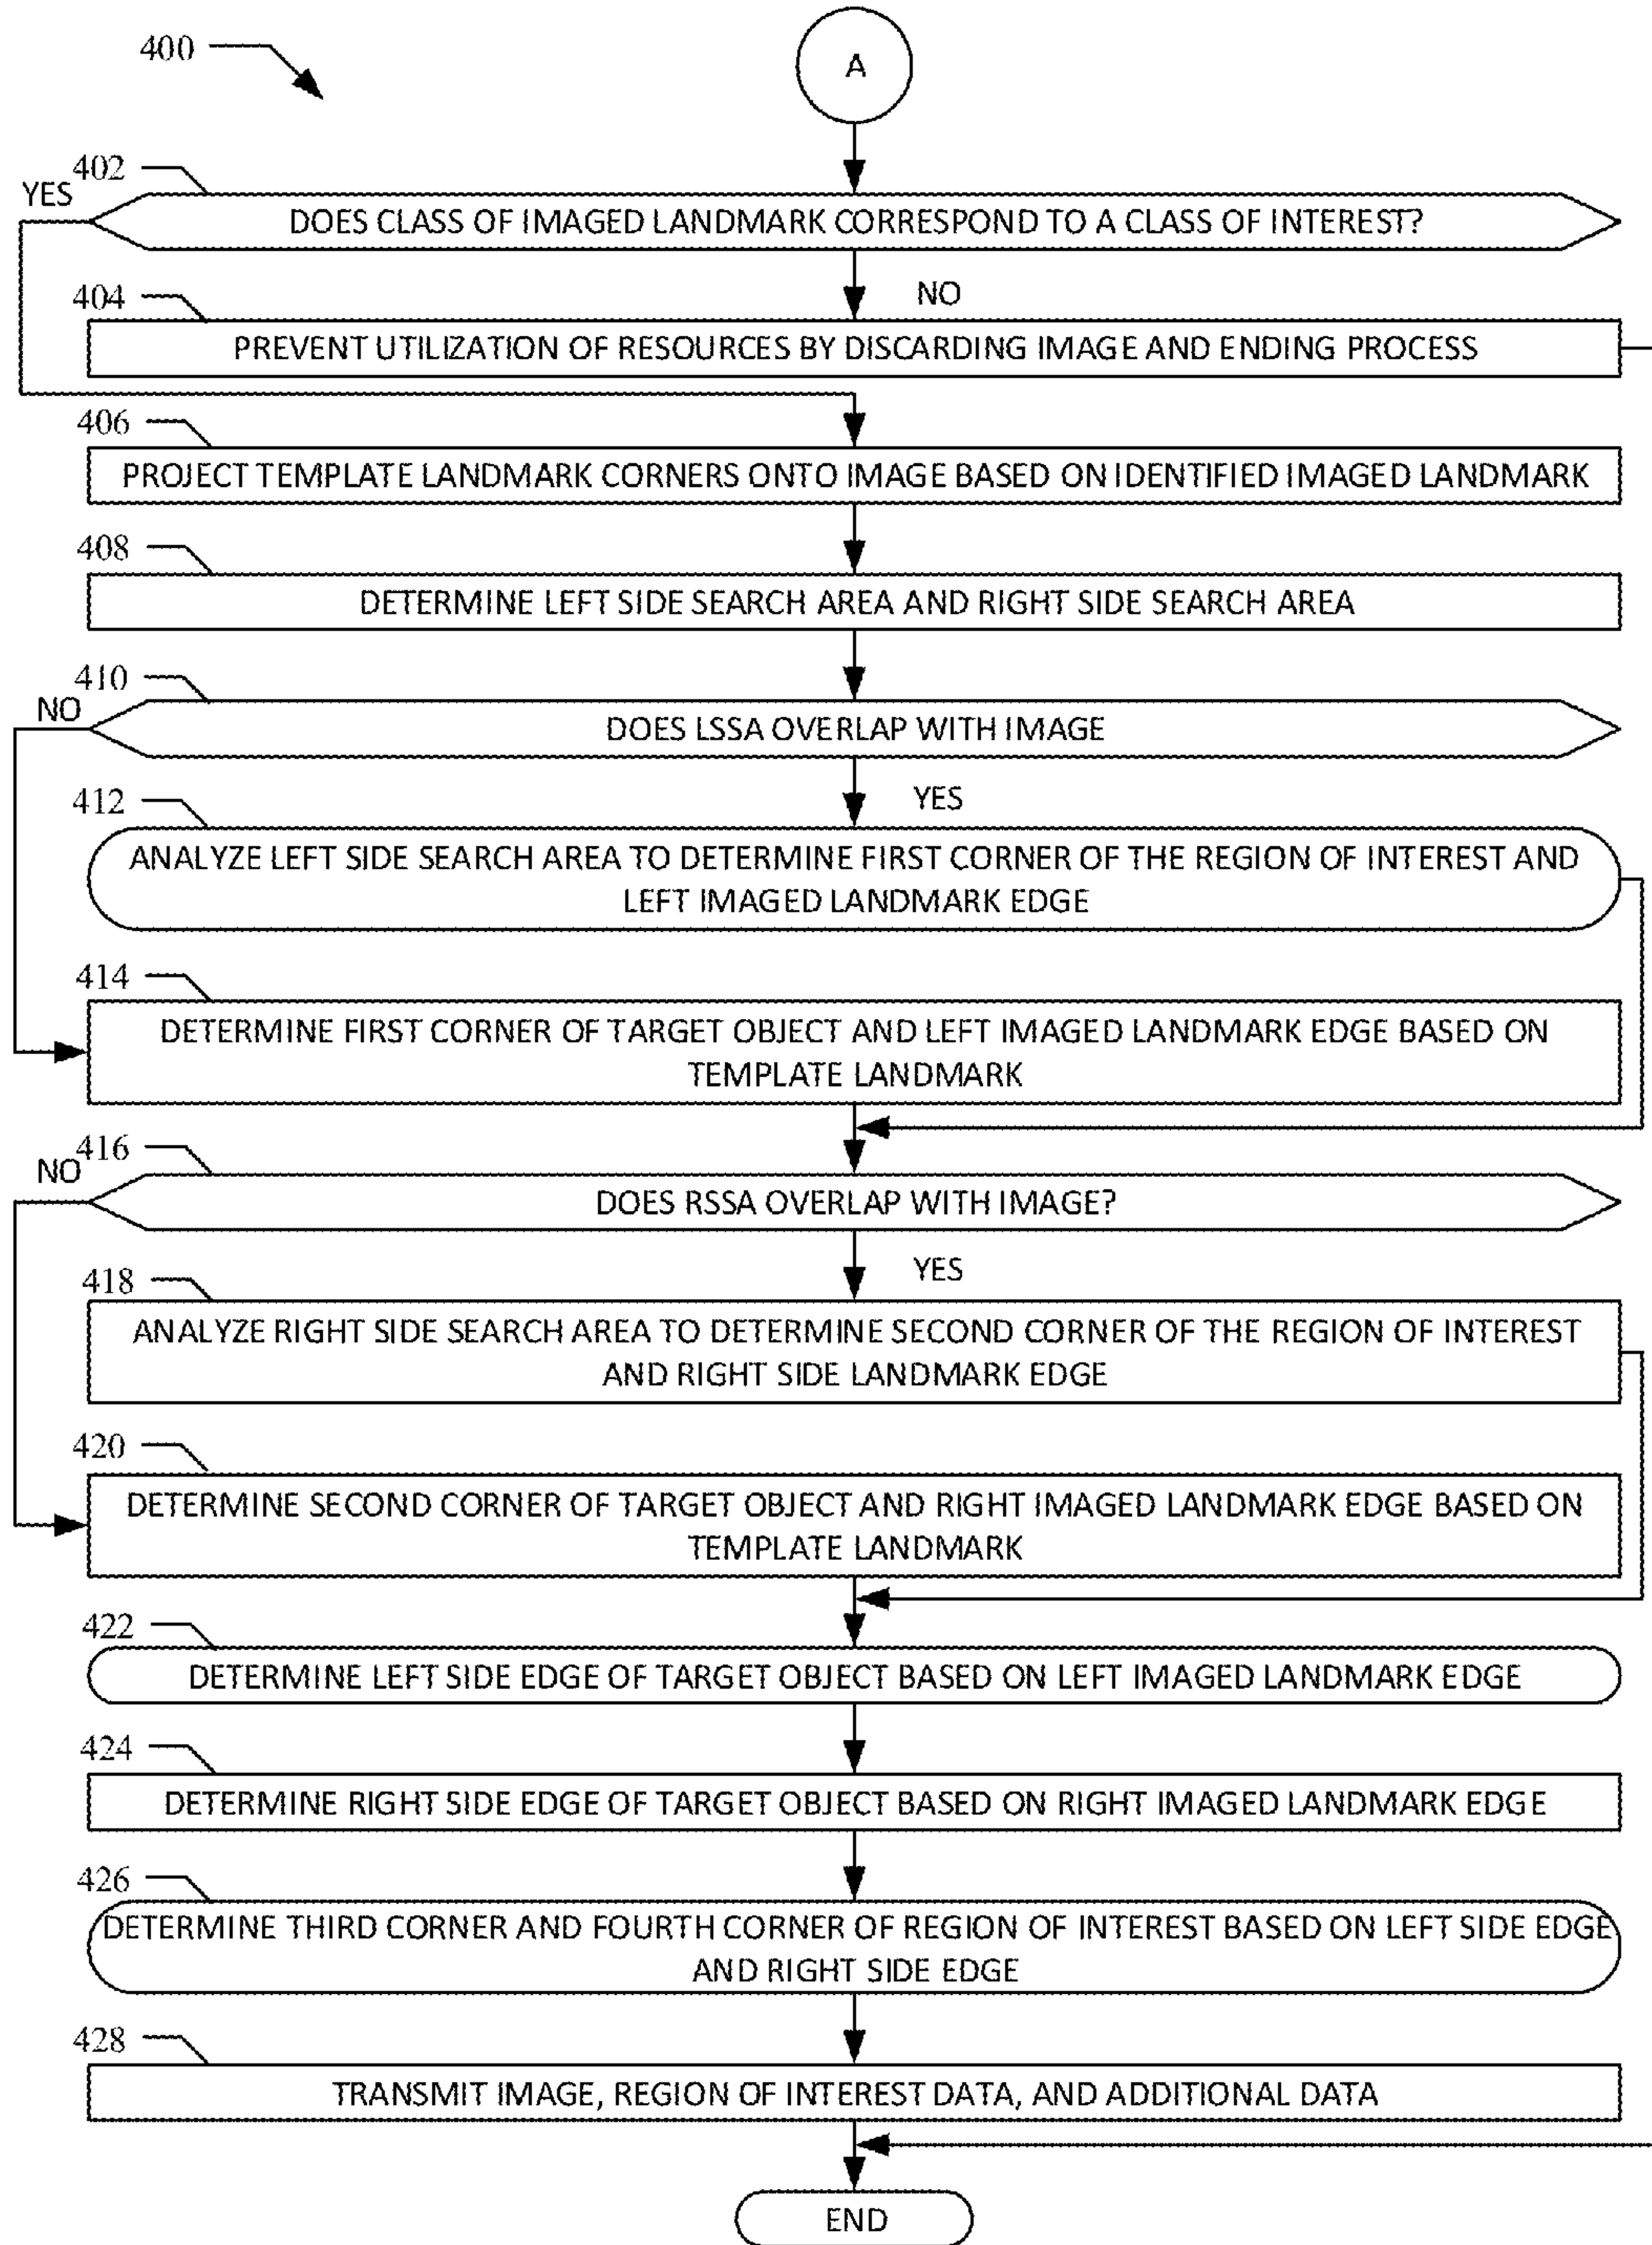 400
A
402
YES
DOES CLASS OF IMAGED LANDMARK CORRESPOND TO A CLASS OF INTEREST?
NO
404
PREVENT UTILIZATION OF RESOURCES BY DISCARDING IMAGE AND ENDING PROCESS
406
PROJECT TEMPLATE LANDMARK CORNERS ONTO IMAGE BASED ON IDENTIFIED IMAGED LANDMARK
408
DETERMINE LEFT SIDE SEARCH AREA AND RIGHT SIDE SEARCH AREA
410
NO
DOES LSSA OVERLAP WITH IMAGE
YES
412
ANALYZE LEFT SIDE SEARCH AREA TO DETERMINE FIRST CORNER OF THE REGION OF INTEREST AND
LEFT IMAGED LANDMARK EDGE
414
DETERMINE FIRST CORNER OF TARGET OBJECT AND LEFT IMAGED LANDMARK EDGE BASED ON
TEMPLATE LANDMARK
416
NO
DOES RSSA OVERLAP WITH IMAGE?
YES
418
ANALYZE RIGHT SIDE SEARCH AREA TO DETERMINE SECOND CORNER OF THE REGION OF INTEREST
AND RIGHT SIDE LANDMARK EDGE
420
DETERMINE SECOND CORNER OF TARGET OBJECT AND RIGHT IMAGED LANDMARK EDGE BASED ON
TEMPLATE LANDMARK
422
DETERMINE LEFT SIDE EDGE OF TARGET OBJECT BASED ON LEFT IMAGED LANDMARK EDGE
424
DETERMINE RIGHT SIDE EDGE OF TARGET OBJECT BASED ON RIGHT IMAGED LANDMARK EDGE
426
DETERMINE THIRD CORNER AND FOURTH CORNER OF REGION OF INTEREST BASED ON LEFT SIDE EDGE
AND RIGHT SIDE EDGE
428
TRANSMIT IMAGE, REGION OF INTEREST DATA, AND ADDITIONAL DATA
END